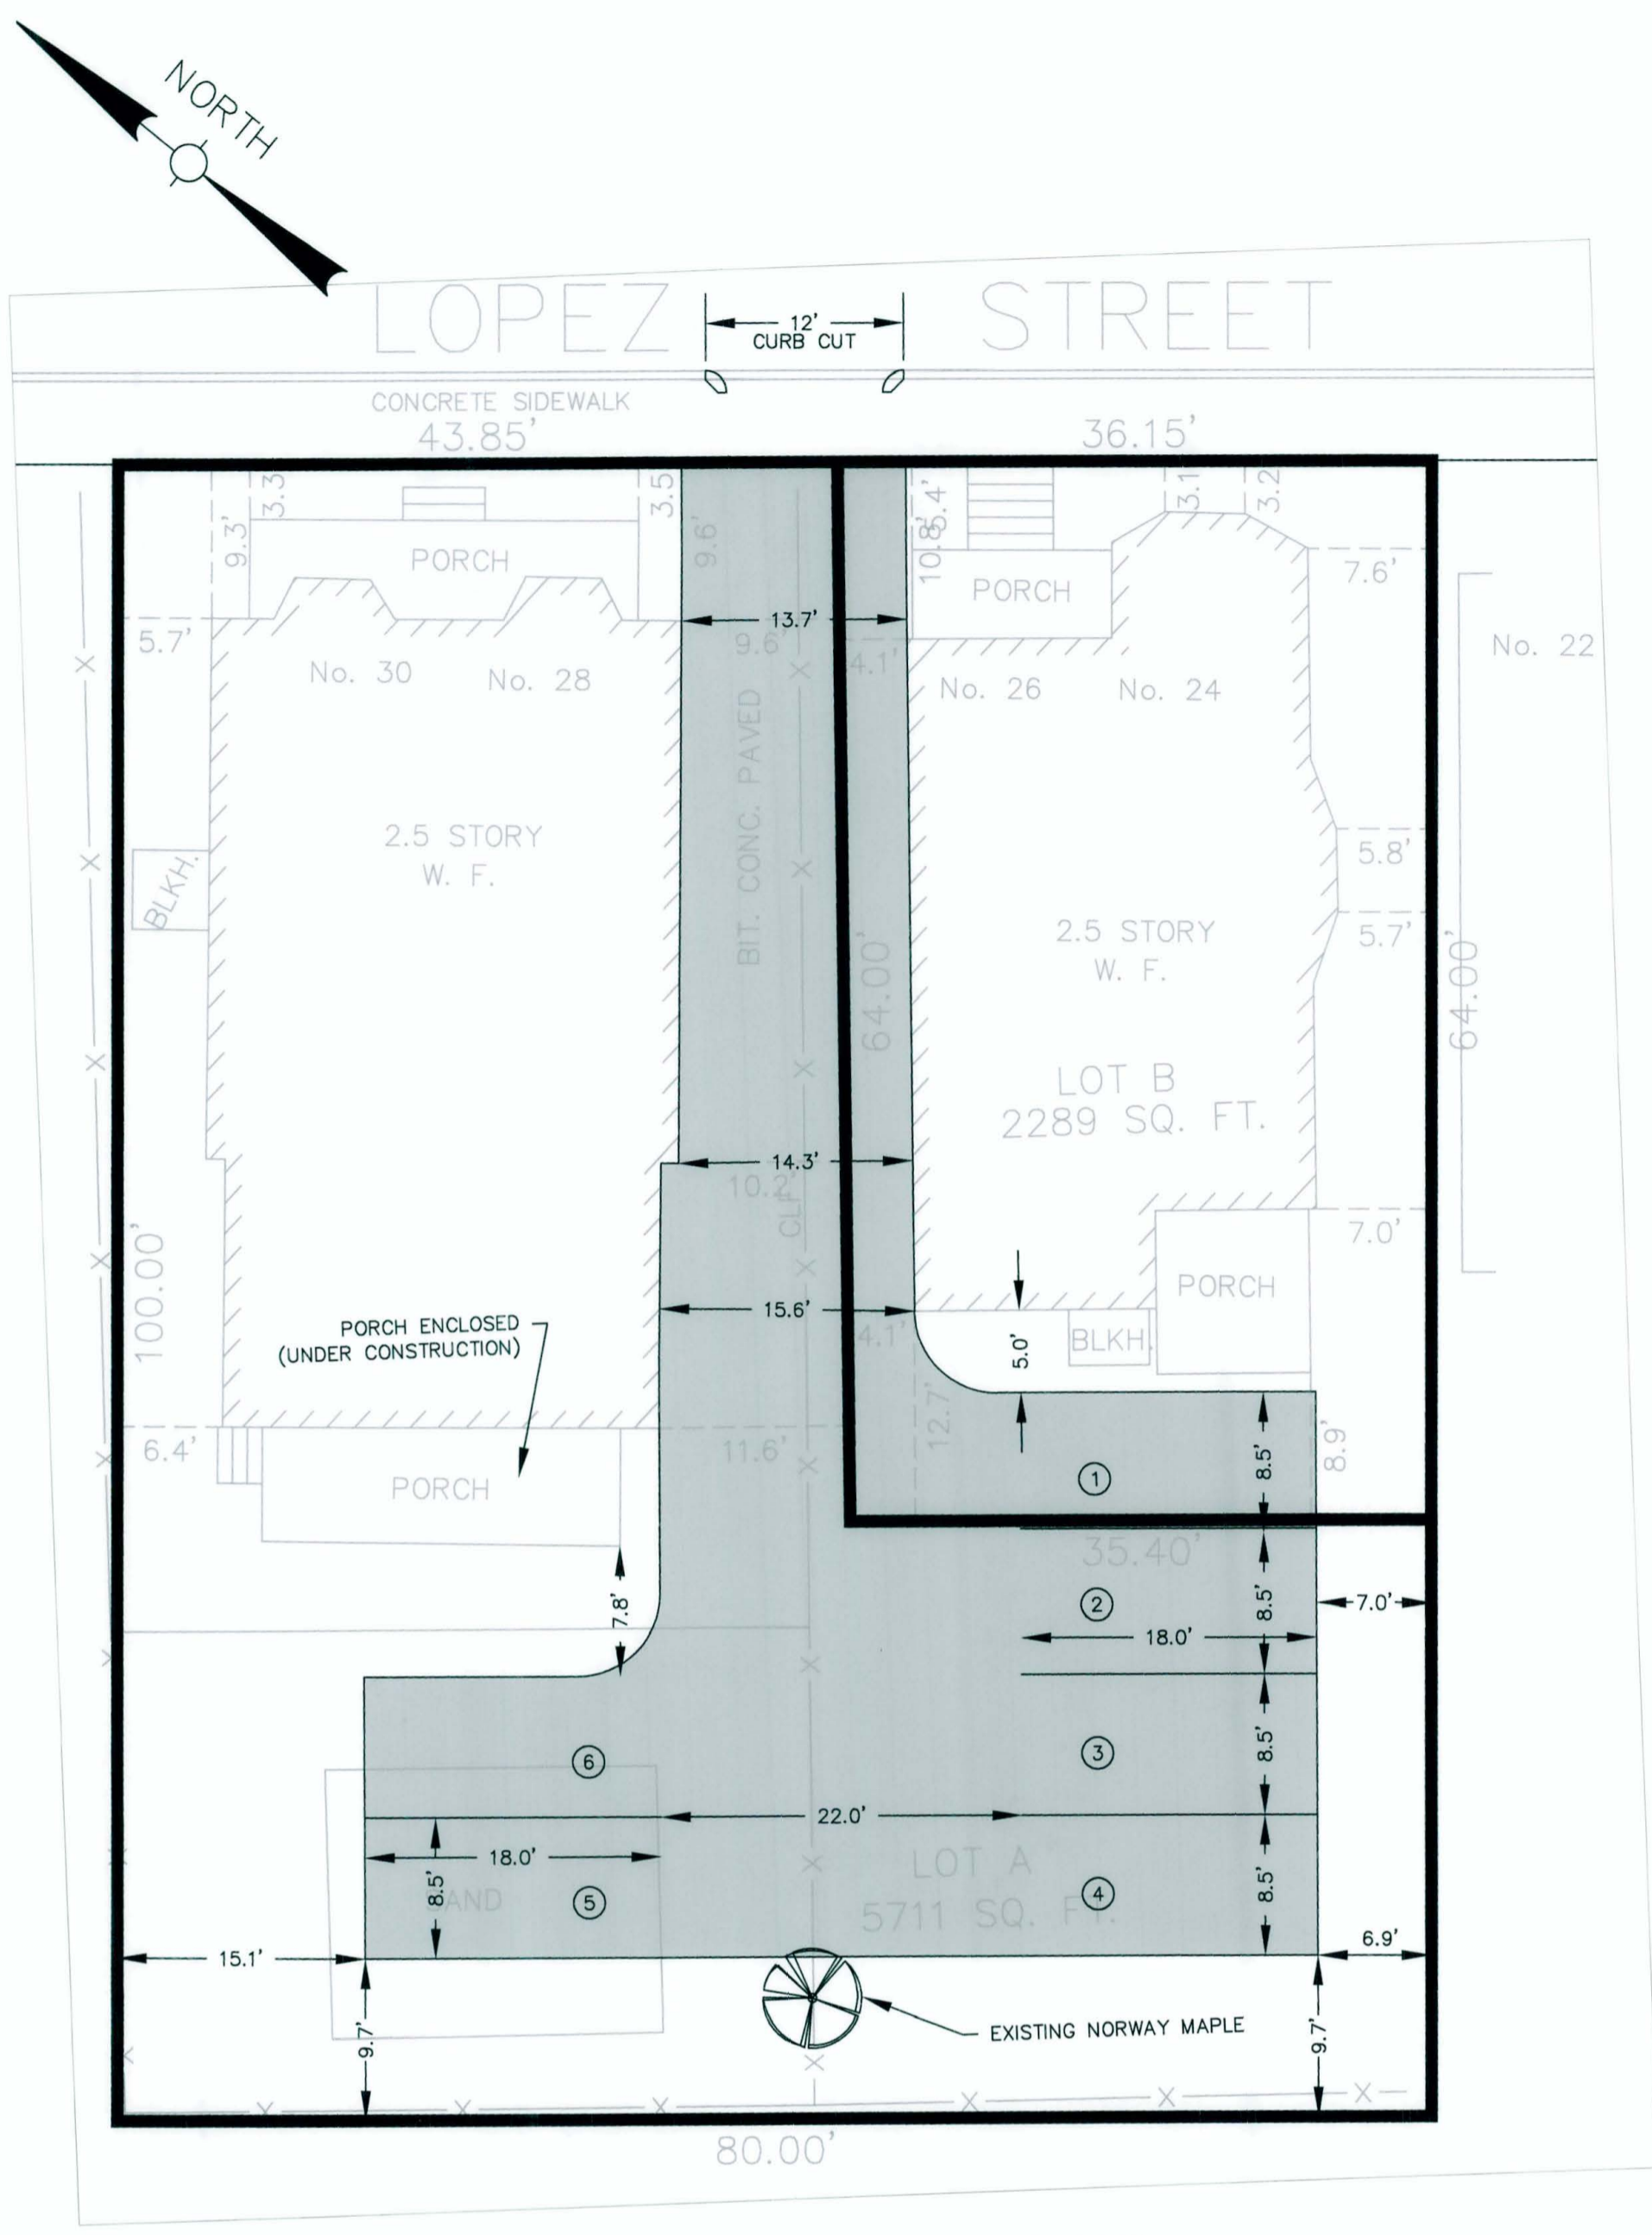 NORTH
LOPEZ STREET
12'
CURB CUT
CONCRETE SIDEWALK
43.85'
36.15'
3.3
9.3'
3.5
9.6'
5.4'
10.8'
3.1
3.2
PORCH
PORCH
7.6'
5.7'
13.7'
9.6'
4.1'
No. 30
No. 28
No. 26
No. 24
No. 22
BIT. CONC. PAVED
2.5 STORY
W. F.
BLKH.
5.8'
2.5 STORY
W. F.
5.7'
64.00'
64.00'
LOT B
2289 SQ. FT.
14.3'
10.2'
CLF
7.0'
100.00'
PORCH
15.6'
4.1'
5.0'
BLKH.
PORCH ENCLOSED
(UNDER CONSTRUCTION)
12.7'
8.9'
6.4'
11.6'
PORCH
1
8.5'
35.40'
7.8'
2
8.5'
7.0'
18.0'
6
3
8.5'
22.0'
18.0'
8.5'
SAND
5
LOT A
5711 SQ. FT.
4
8.5'
15.1'
6.9'
9.7'
EXISTING NORWAY MAPLE
9.7'
80.00'